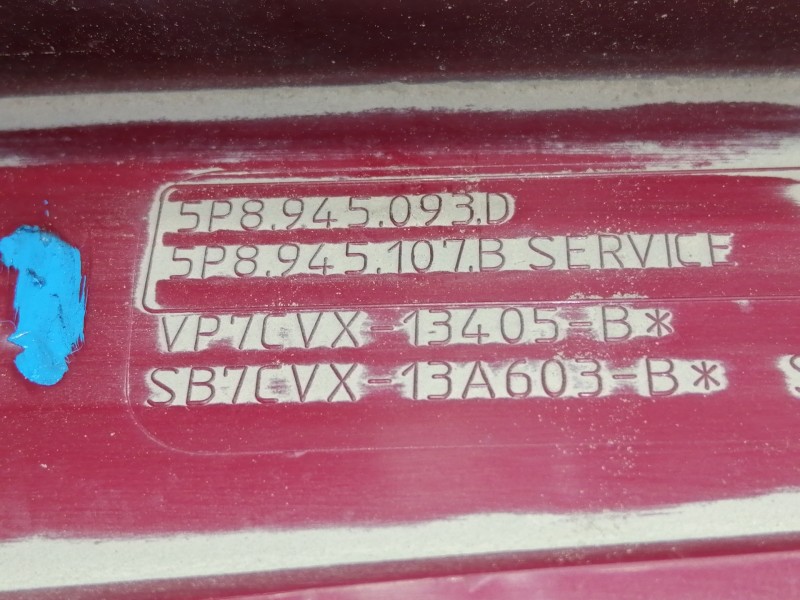 5P8.945.093.D
5P8.945.107.B SERVICE
VP7CVX-13405-B*
SB7CVX-13A603-B*